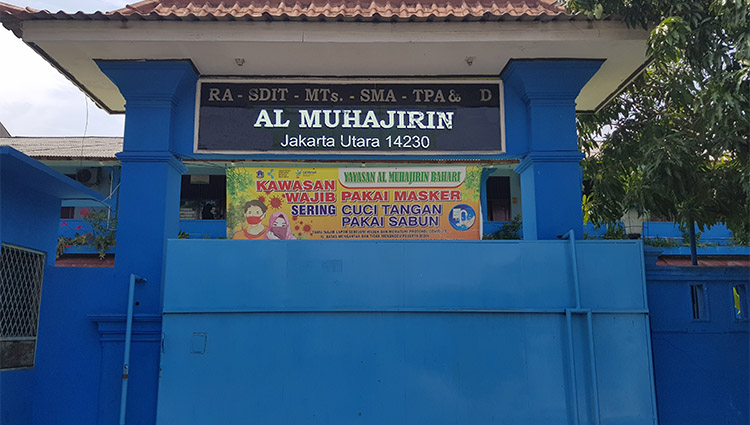 RA - SDIT - MTs. - SMA - TPA & D
AL MUHAJIRIN
Jakarta Utara 14230
YAYASAN AL MUHAJIRIN BAHARI
KAWASAN
WAJIB PAKAI MASKER
SERING CUCI TANGAN
PAKAI SABUN